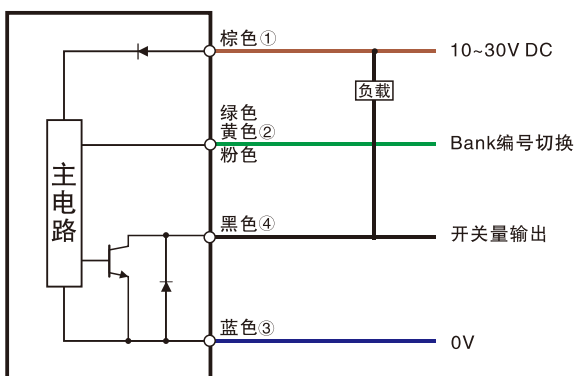 棕色①
10~30V DC
负载
绿色
黄色②
粉色
Bank编号切换
主电路
黑色④
开关量输出
蓝色③
0V